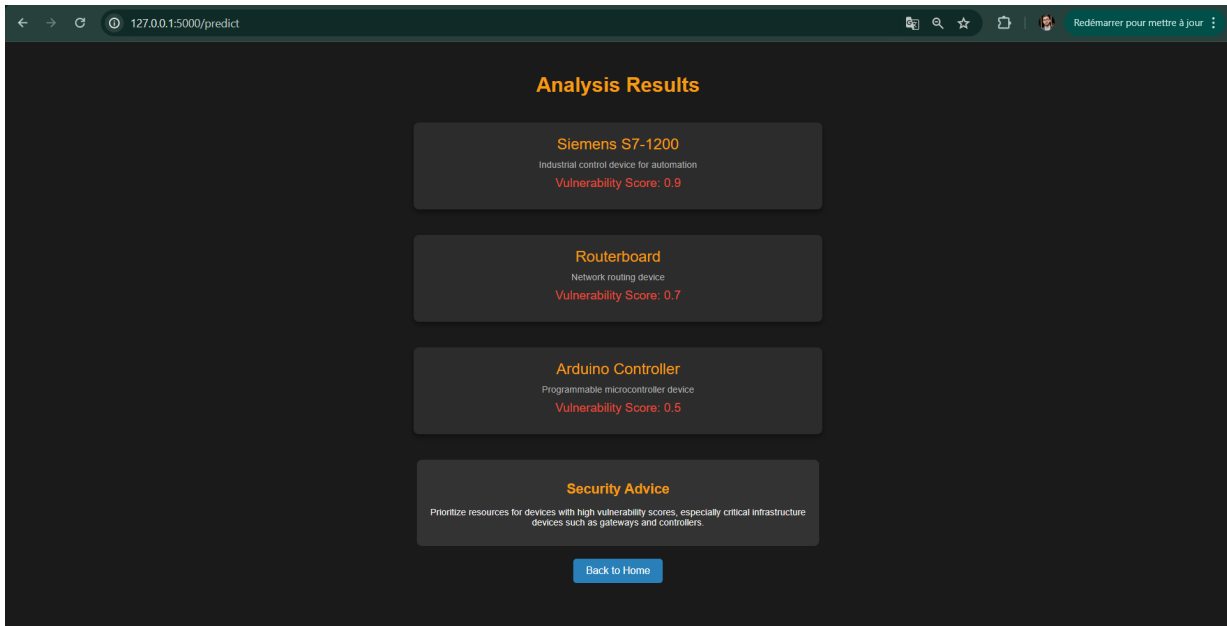 127.0.0.1:5000/predict
Redémarrer pour mettre à jour
Analysis Results
Siemens S7-1200
Industrial control device for automation
Vulnerability Score: 0.9
Routerboard
Network routing device
Vulnerability Score: 0.7
Arduino Controller
Programmable microcontroller device
Vulnerability Score: 0.5
Security Advice
Prioritize resources for devices with high vulnerability scores, especially critical infrastructure
devices such as gateways and controllers.
Back to Home